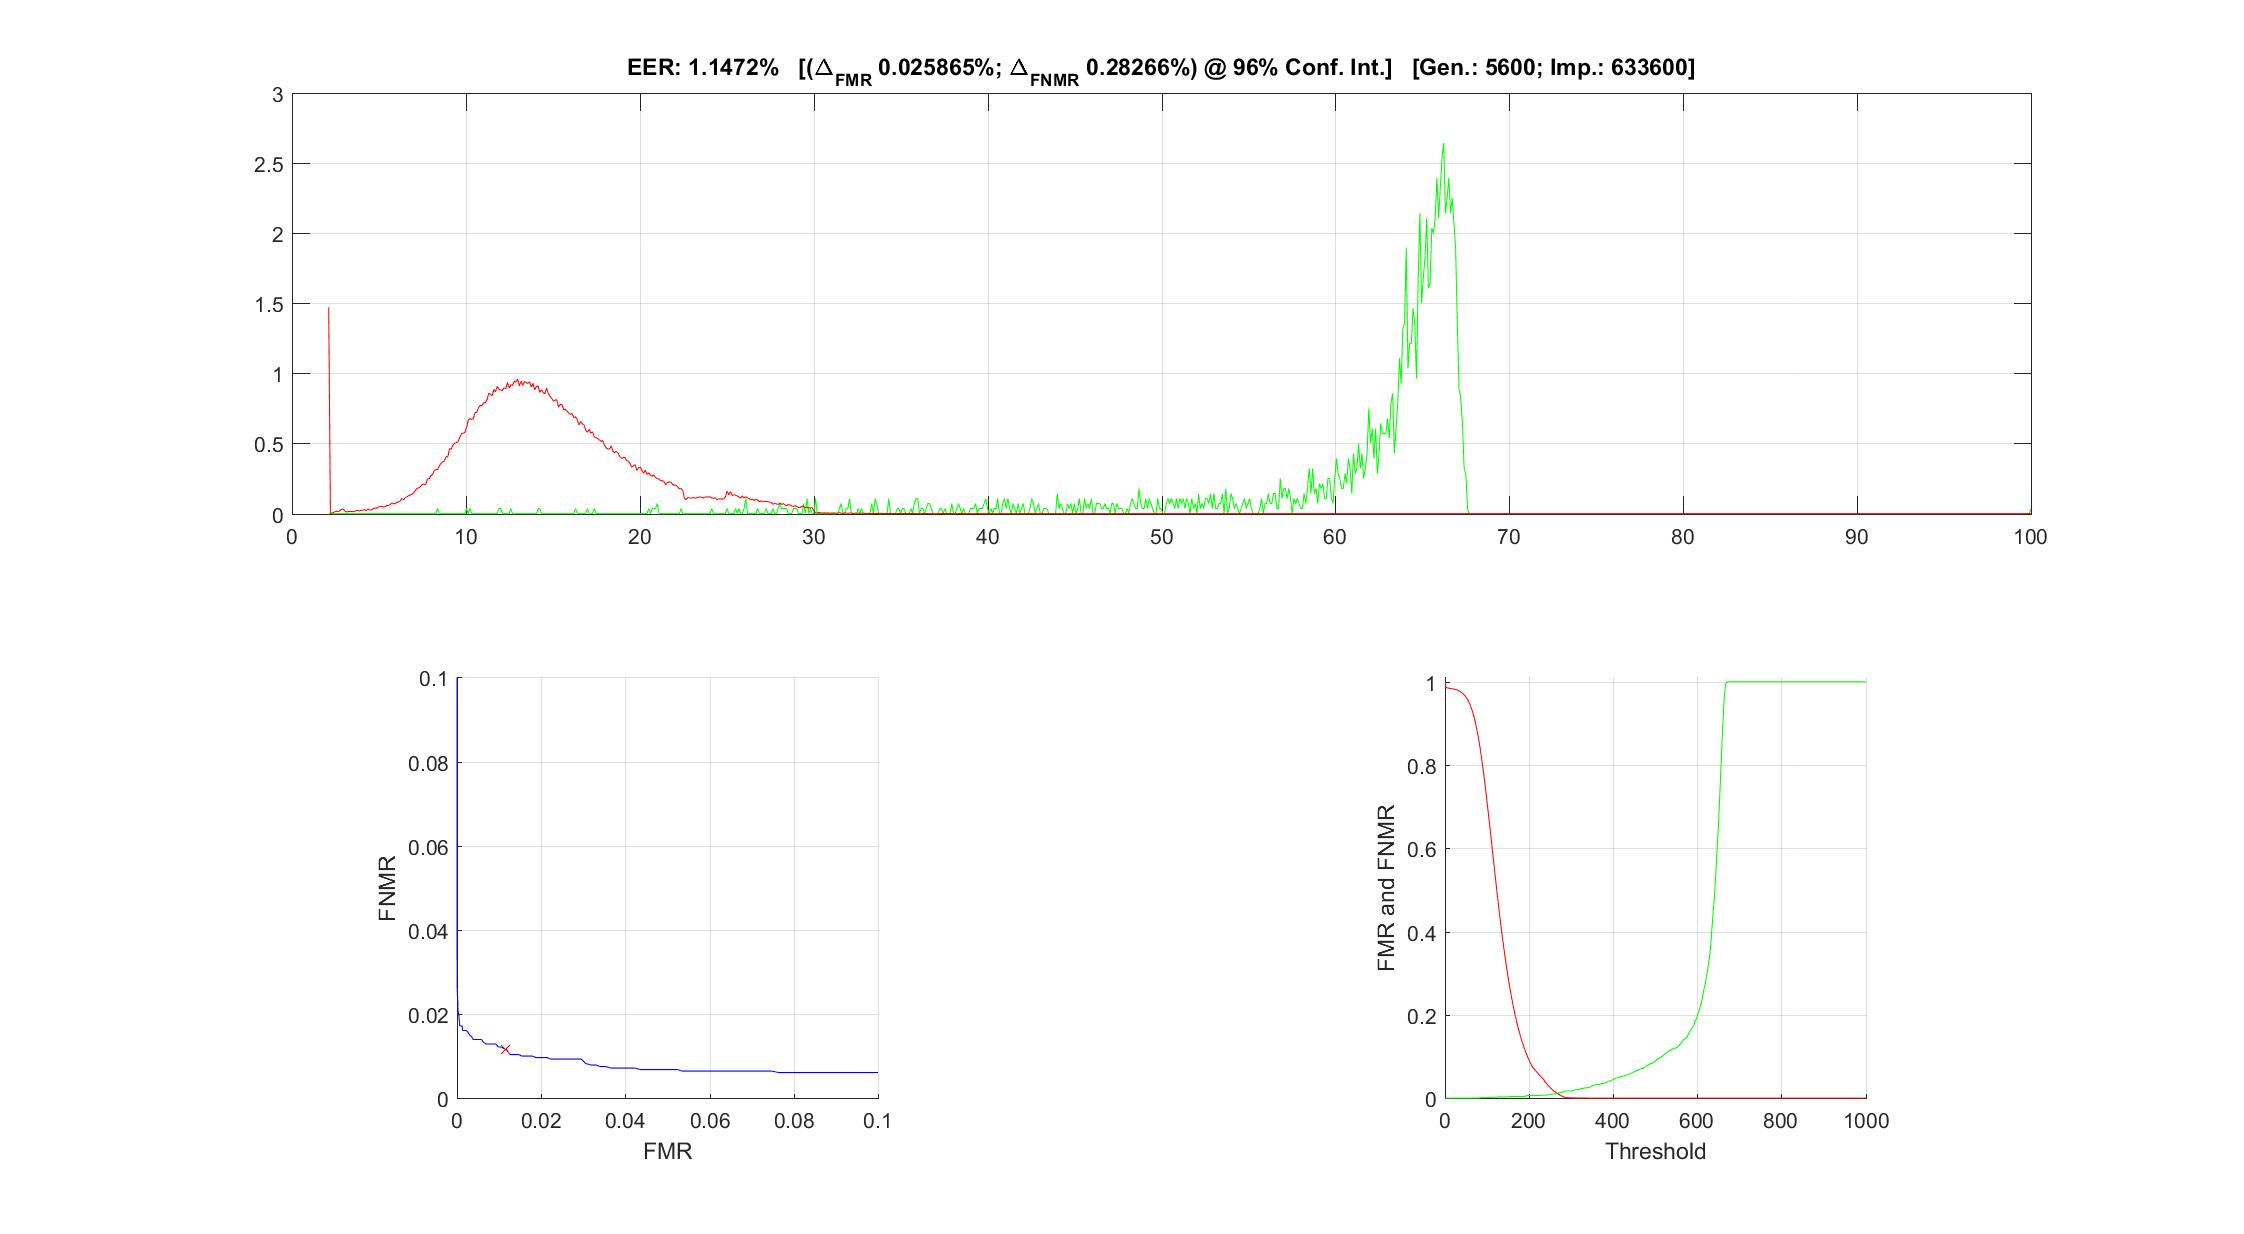 EER: 1.1472% [(ΔFMR 0.025865%; ΔFNMR 0.28266%) @ 96% Conf. Int.] [Gen.: 5600; Imp.: 633600]
3
2.5
2
1.5
1
0.5
0
0 10 20 30 40 50 60 70 80 90 100
0.1
0.08
0.06
0.04
0.02
0
FNMR
0 0.02 0.04 0.06 0.08 0.1
FMR
1
0.8
0.6
0.4
0.2
0
FMR and FNMR
0 200 400 600 800 1000
Threshold